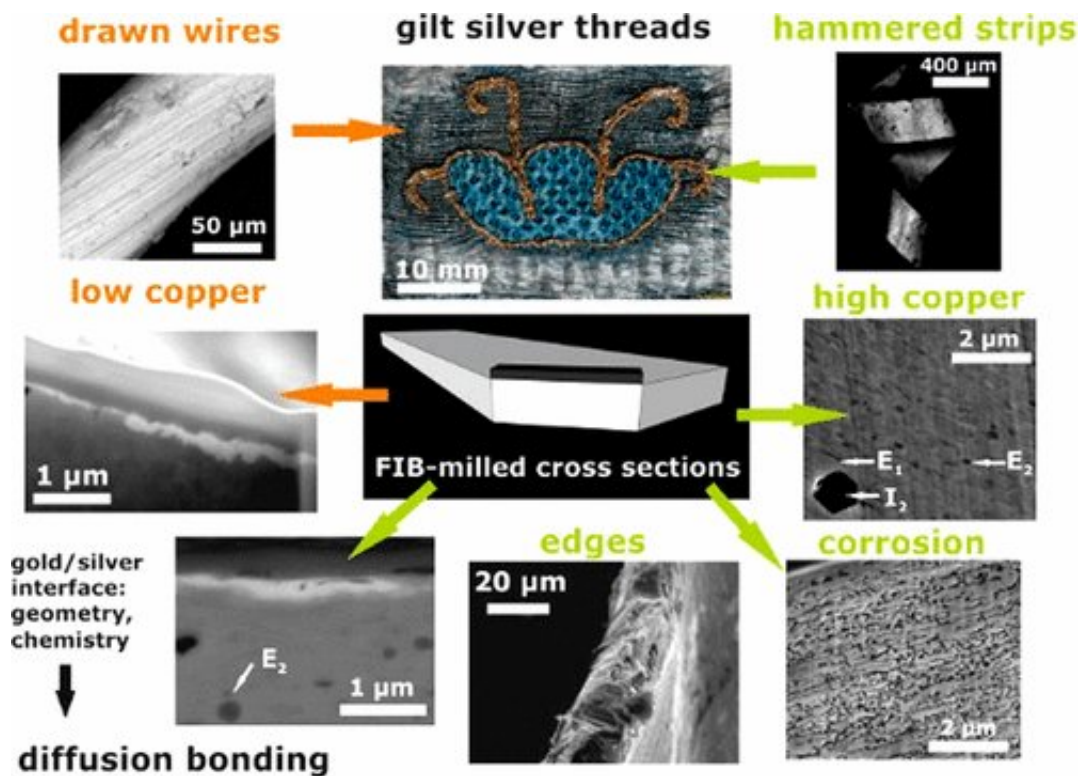 drawn wires
gilt silver threads
hammered strips
400 µm
50 µm
10 mm
low copper
high copper
2 µm
1 µm
FIB-milled cross sections
E₁
E₂
I₂
gold/silver
interface:
geometry,
chemistry
edges
corrosion
20 µm
E₂
1 µm
2 µm
diffusion bonding